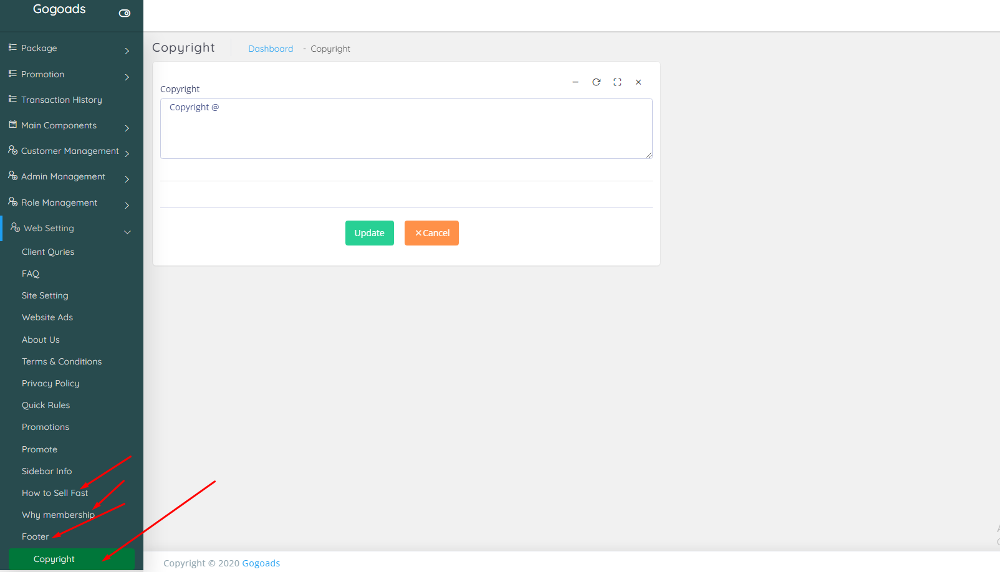 Gogoads
Package
Promotion
Transaction History
Main Components
Customer Management
Admin Management
Role Management
Web Setting
Client Quries
FAQ
Site Setting
Website Ads
About Us
Terms & Conditions
Privacy Policy
Quick Rules
Promotions
Promote
Sidebar Info
How to Sell Fast
Why membership
Footer
Copyright
Copyright
Dashboard - Copyright
Copyright
Copyright @
Update
×Cancel
Copyright © 2020 Gogoads